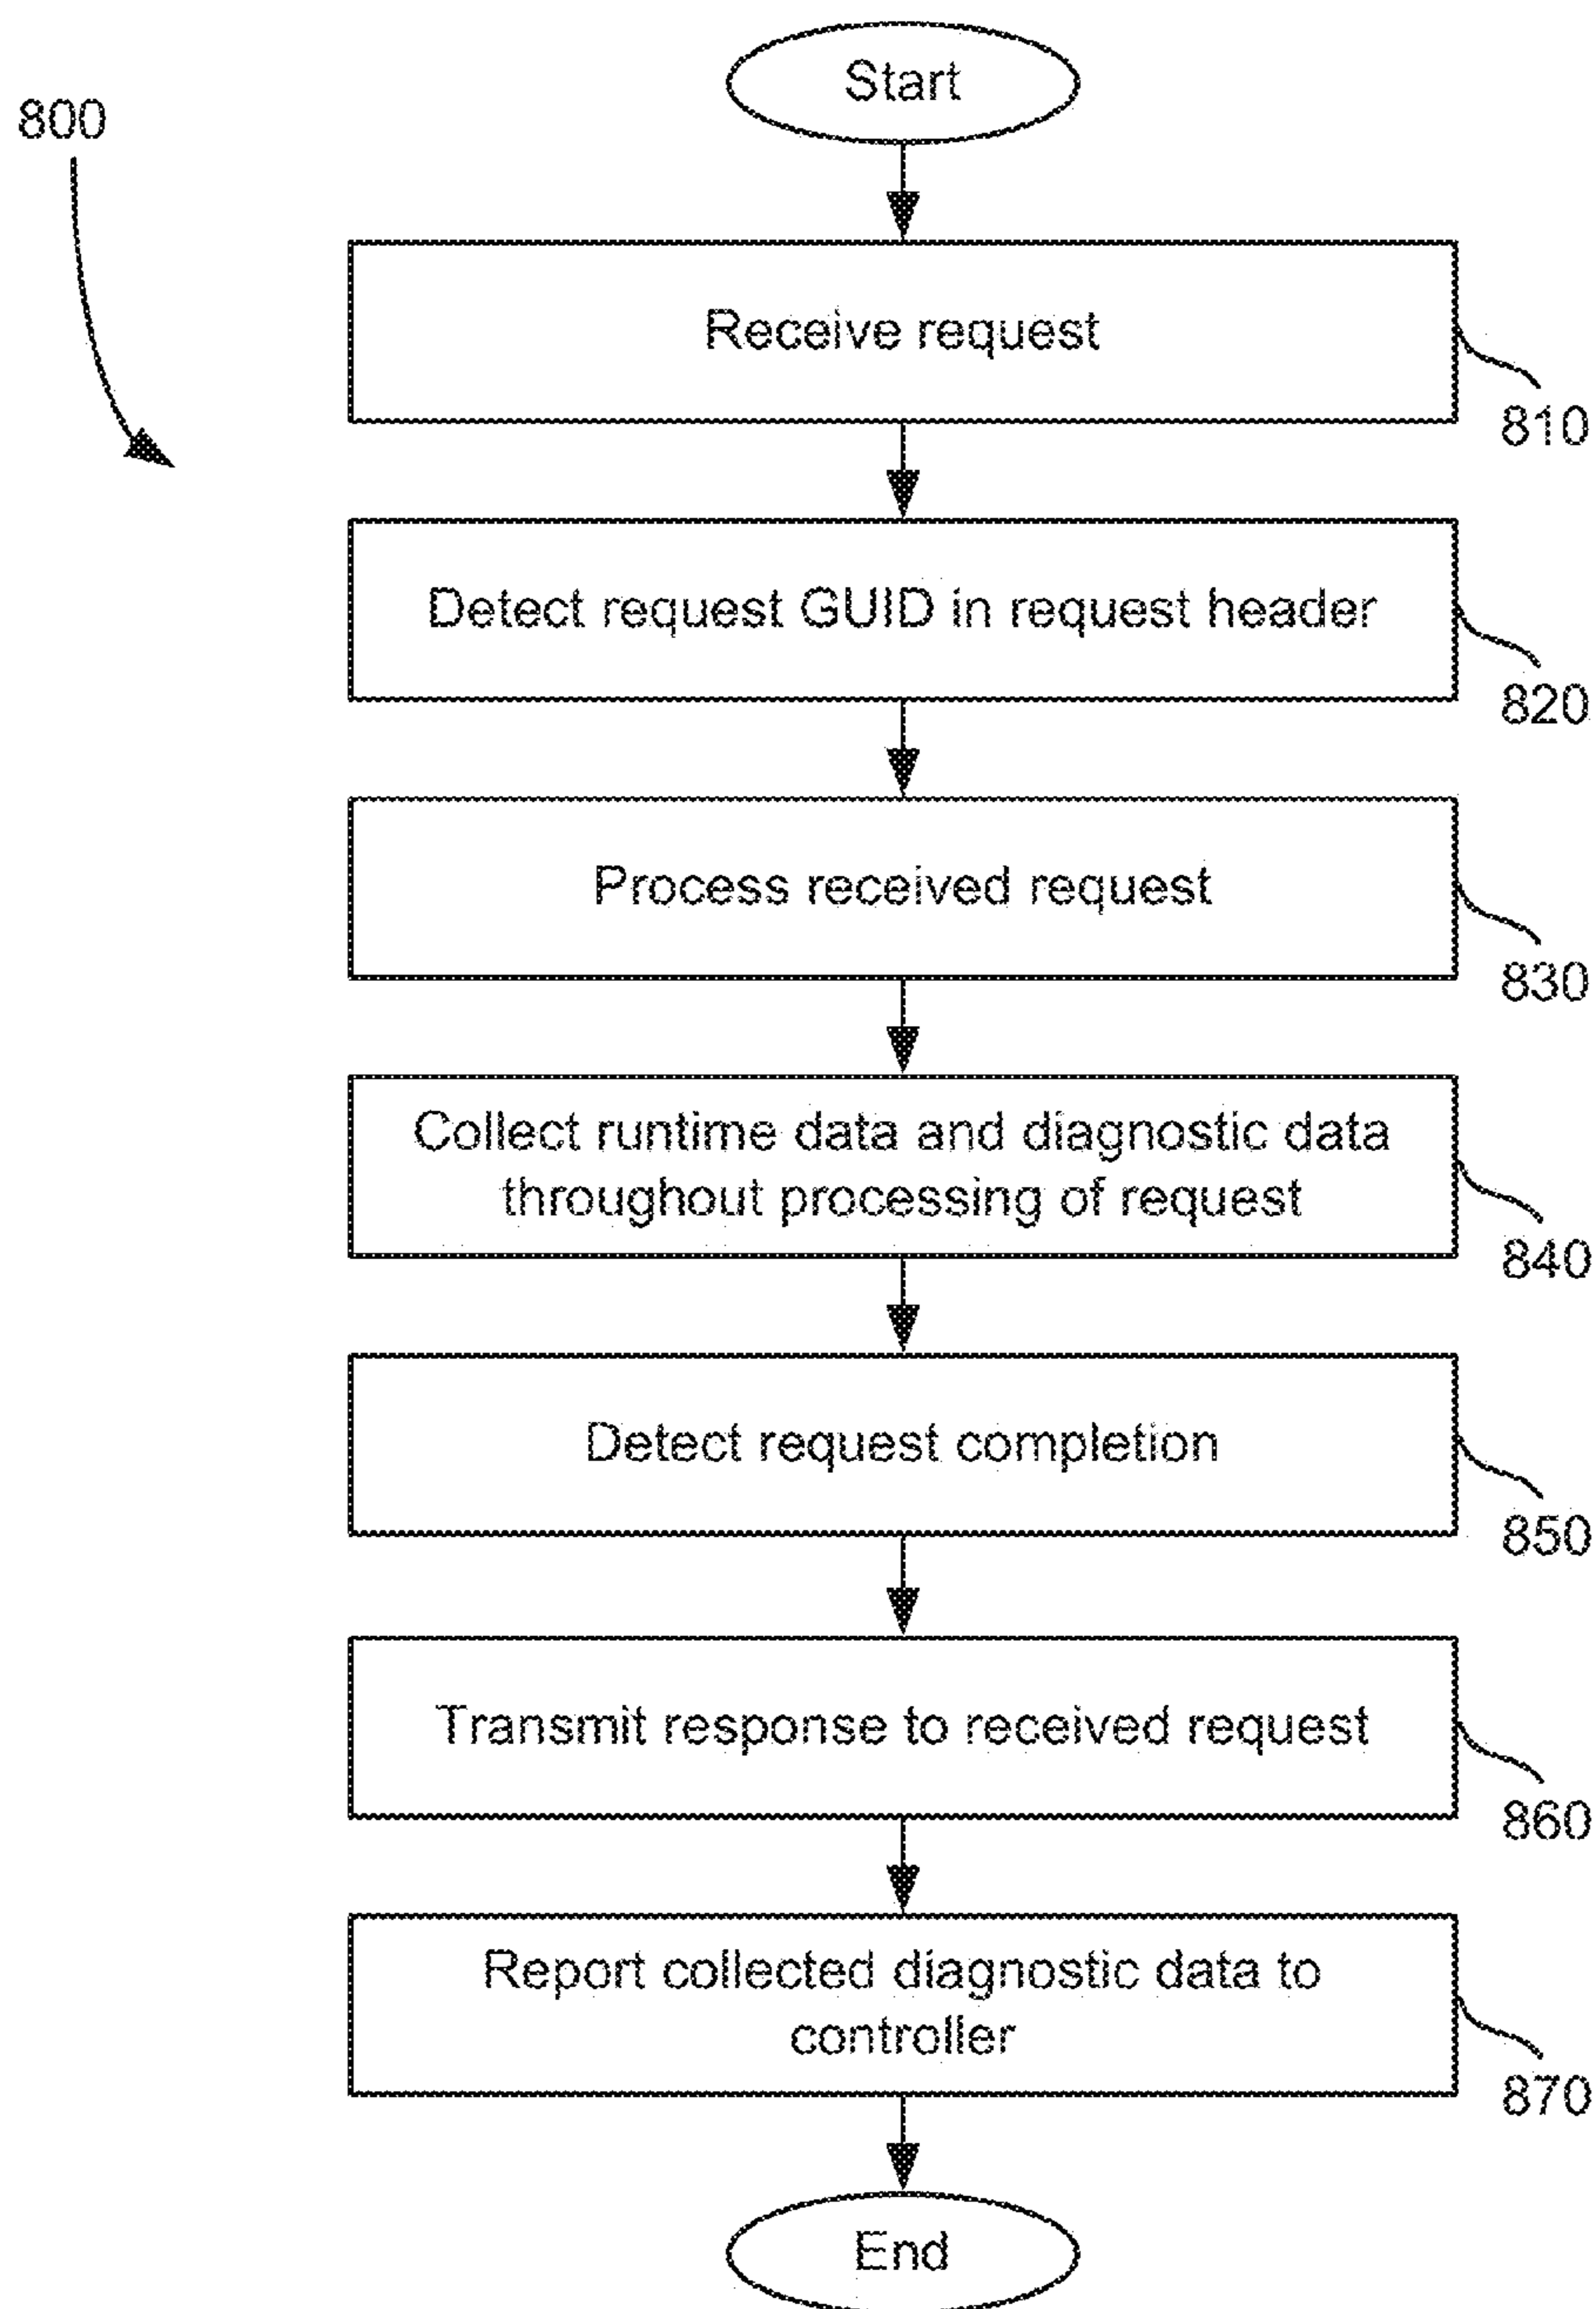 Start
800
Receive request
810
Detect request GUID in request header
820
Process received request
830
Collect runtime data and diagnostic data
throughout processing of request
840
Detect request completion
850
Transmit response to received request
860
Report collected diagnostic data to
controller
870
End